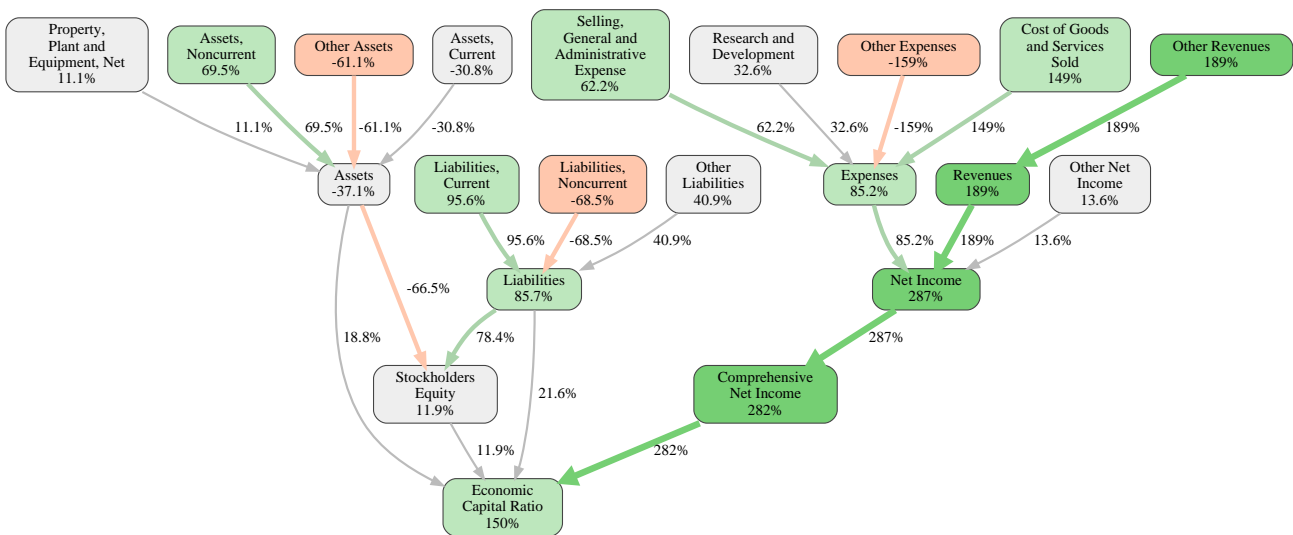 Property,
Plant and
Equipment, Net
11.1%
Assets,
Noncurrent
69.5%
Other Assets
-61.1%
Assets,
Current
-30.8%
Selling,
General and
Administrative
Expense
62.2%
Research and
Development
32.6%
Other Expenses
-159%
Cost of Goods
and Services
Sold
149%
Other Revenues
189%
11.1%
69.5%
-61.1%
-30.8%
62.2%
32.6%
-159%
149%
189%
Assets
-37.1%
Liabilities,
Current
95.6%
Liabilities,
Noncurrent
-68.5%
Other
Liabilities
40.9%
Expenses
85.2%
Revenues
189%
Other Net
Income
13.6%
95.6%
-68.5%
40.9%
85.2%
189%
13.6%
Liabilities
85.7%
Net Income
287%
-66.5%
18.8%
78.4%
287%
Stockholders
Equity
11.9%
21.6%
Comprehensive
Net Income
282%
11.9%
282%
Economic
Capital Ratio
150%